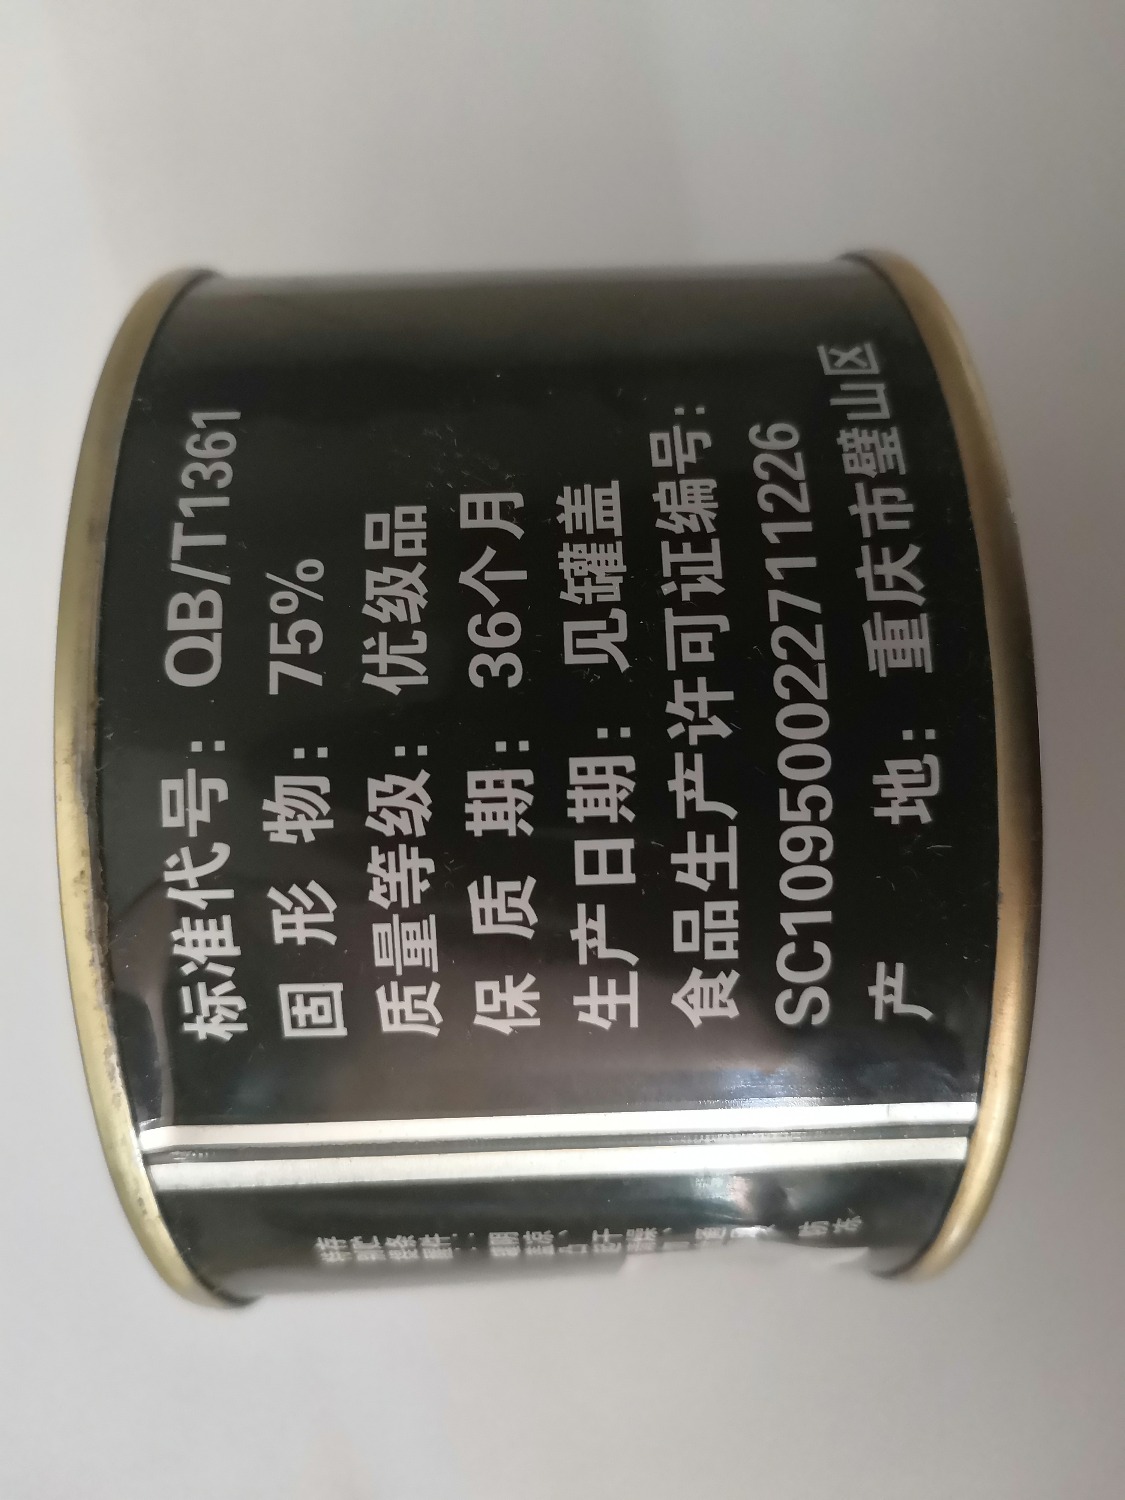 标准代号： QB/T1361
固 形 物： 75%
质量等级： 优级品
保 质 期： 36个月
生产日期： 见罐盖
食品生产许可证编号：
SC10950022711226
产 地： 重庆市璧山区